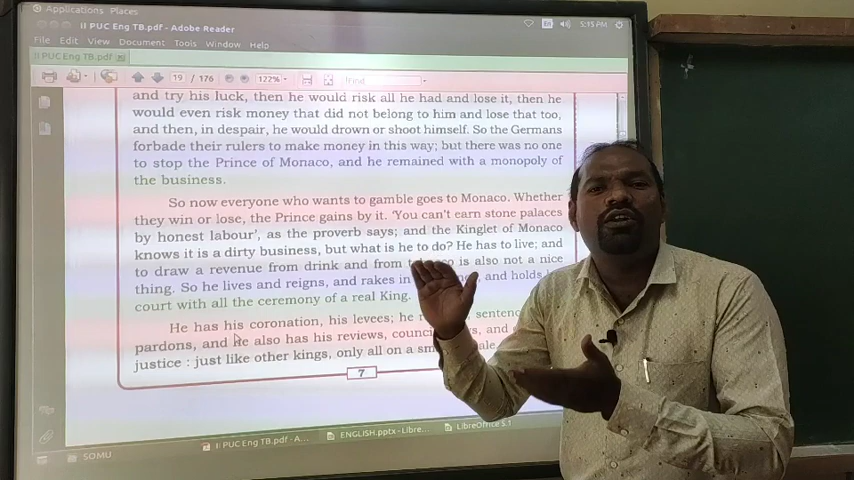 Applications Places
En 5:15 PM
II PUC Eng TB.pdf - Adobe Reader
File Edit View Document Tools Window Help
II PUC Eng TB.pdf
19 / 176 122% Find
and try his luck, then he would risk all he had and lose it, then he
would even risk money that did not belong to him and lose that too,
and then, in despair, he would drown or shoot himself. So the Germans
forbade their rulers to make money in this way; but there was no one
to stop the Prince of Monaco, and he remained with a monopoly of
the business.
So now everyone who wants to gamble goes to Monaco. Whether
they win or lose, the Prince gains by it. 'You can't earn stone palaces
by honest labour', as the proverb says; and the Kinglet of Monaco
knows it is a dirty business, but what is he to do? He has to live; and
to draw a revenue from drink and from is also not a nice
thing. So he lives and reigns, and rakes in and holds
court with all the ceremony of a real King.
He has his coronation, his levees; he
pardons, and he also has his reviews, and
justice : just like other kings, only all on a
7
II PUC Eng TB.pdf - A... ENGLISH.pptx - Libre... LibreOffice 5.1
SOMU